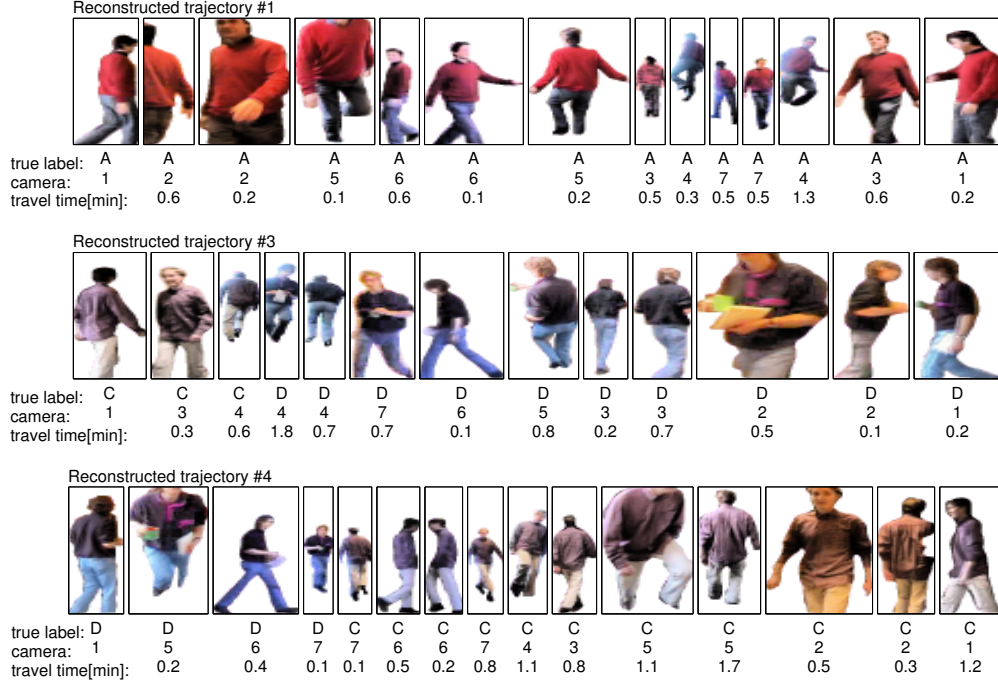 Reconstructed trajectory #1
true label: A A A A A A A A A A A A A A
camera: 1 2 2 5 6 6 5 3 4 7 7 4 3 1
travel time[min]: 0.6 0.2 0.1 0.6 0.1 0.2 0.5 0.3 0.5 0.5 1.3 0.6 0.2
Reconstructed trajectory #3
true label: C C C D D D D D D D D D D
camera: 1 3 4 4 4 7 6 5 3 3 2 2 1
travel time[min]: 0.3 0.6 1.8 0.7 0.7 0.1 0.8 0.2 0.7 0.5 0.1 0.2
Reconstructed trajectory #4
true label: D D D D C C C C C C C C C C C
camera: 1 5 6 7 7 6 6 7 4 3 5 5 2 2 1
travel time[min]: 0.2 0.4 0.1 0.1 0.5 0.2 0.8 1.1 0.8 1.1 1.7 0.5 0.3 1.2